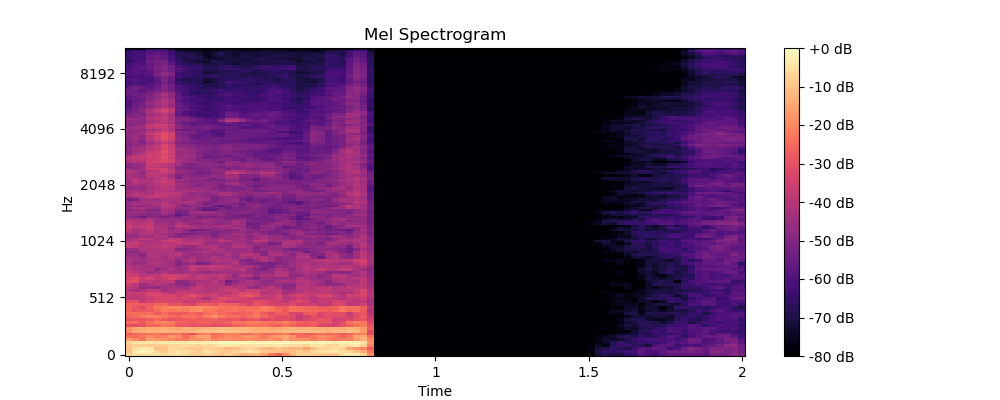 Mel Spectrogram
Hz
8192
4096
2048
1024
512
0
0 0.5 1 1.5 2
Time
+0 dB
-10 dB
-20 dB
-30 dB
-40 dB
-50 dB
-60 dB
-70 dB
-80 dB